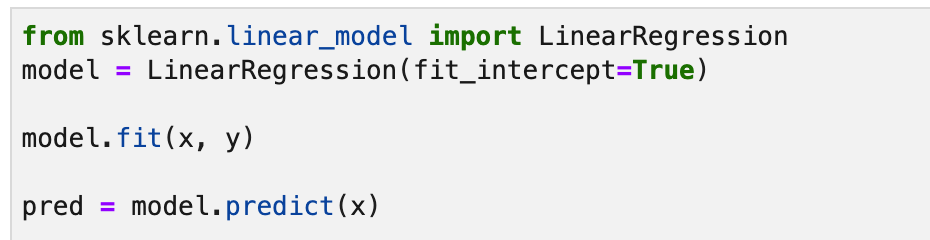 from sklearn.linear_model import LinearRegression
model = LinearRegression(fit_intercept=True)
model.fit(x, y)
pred = model.predict(x)